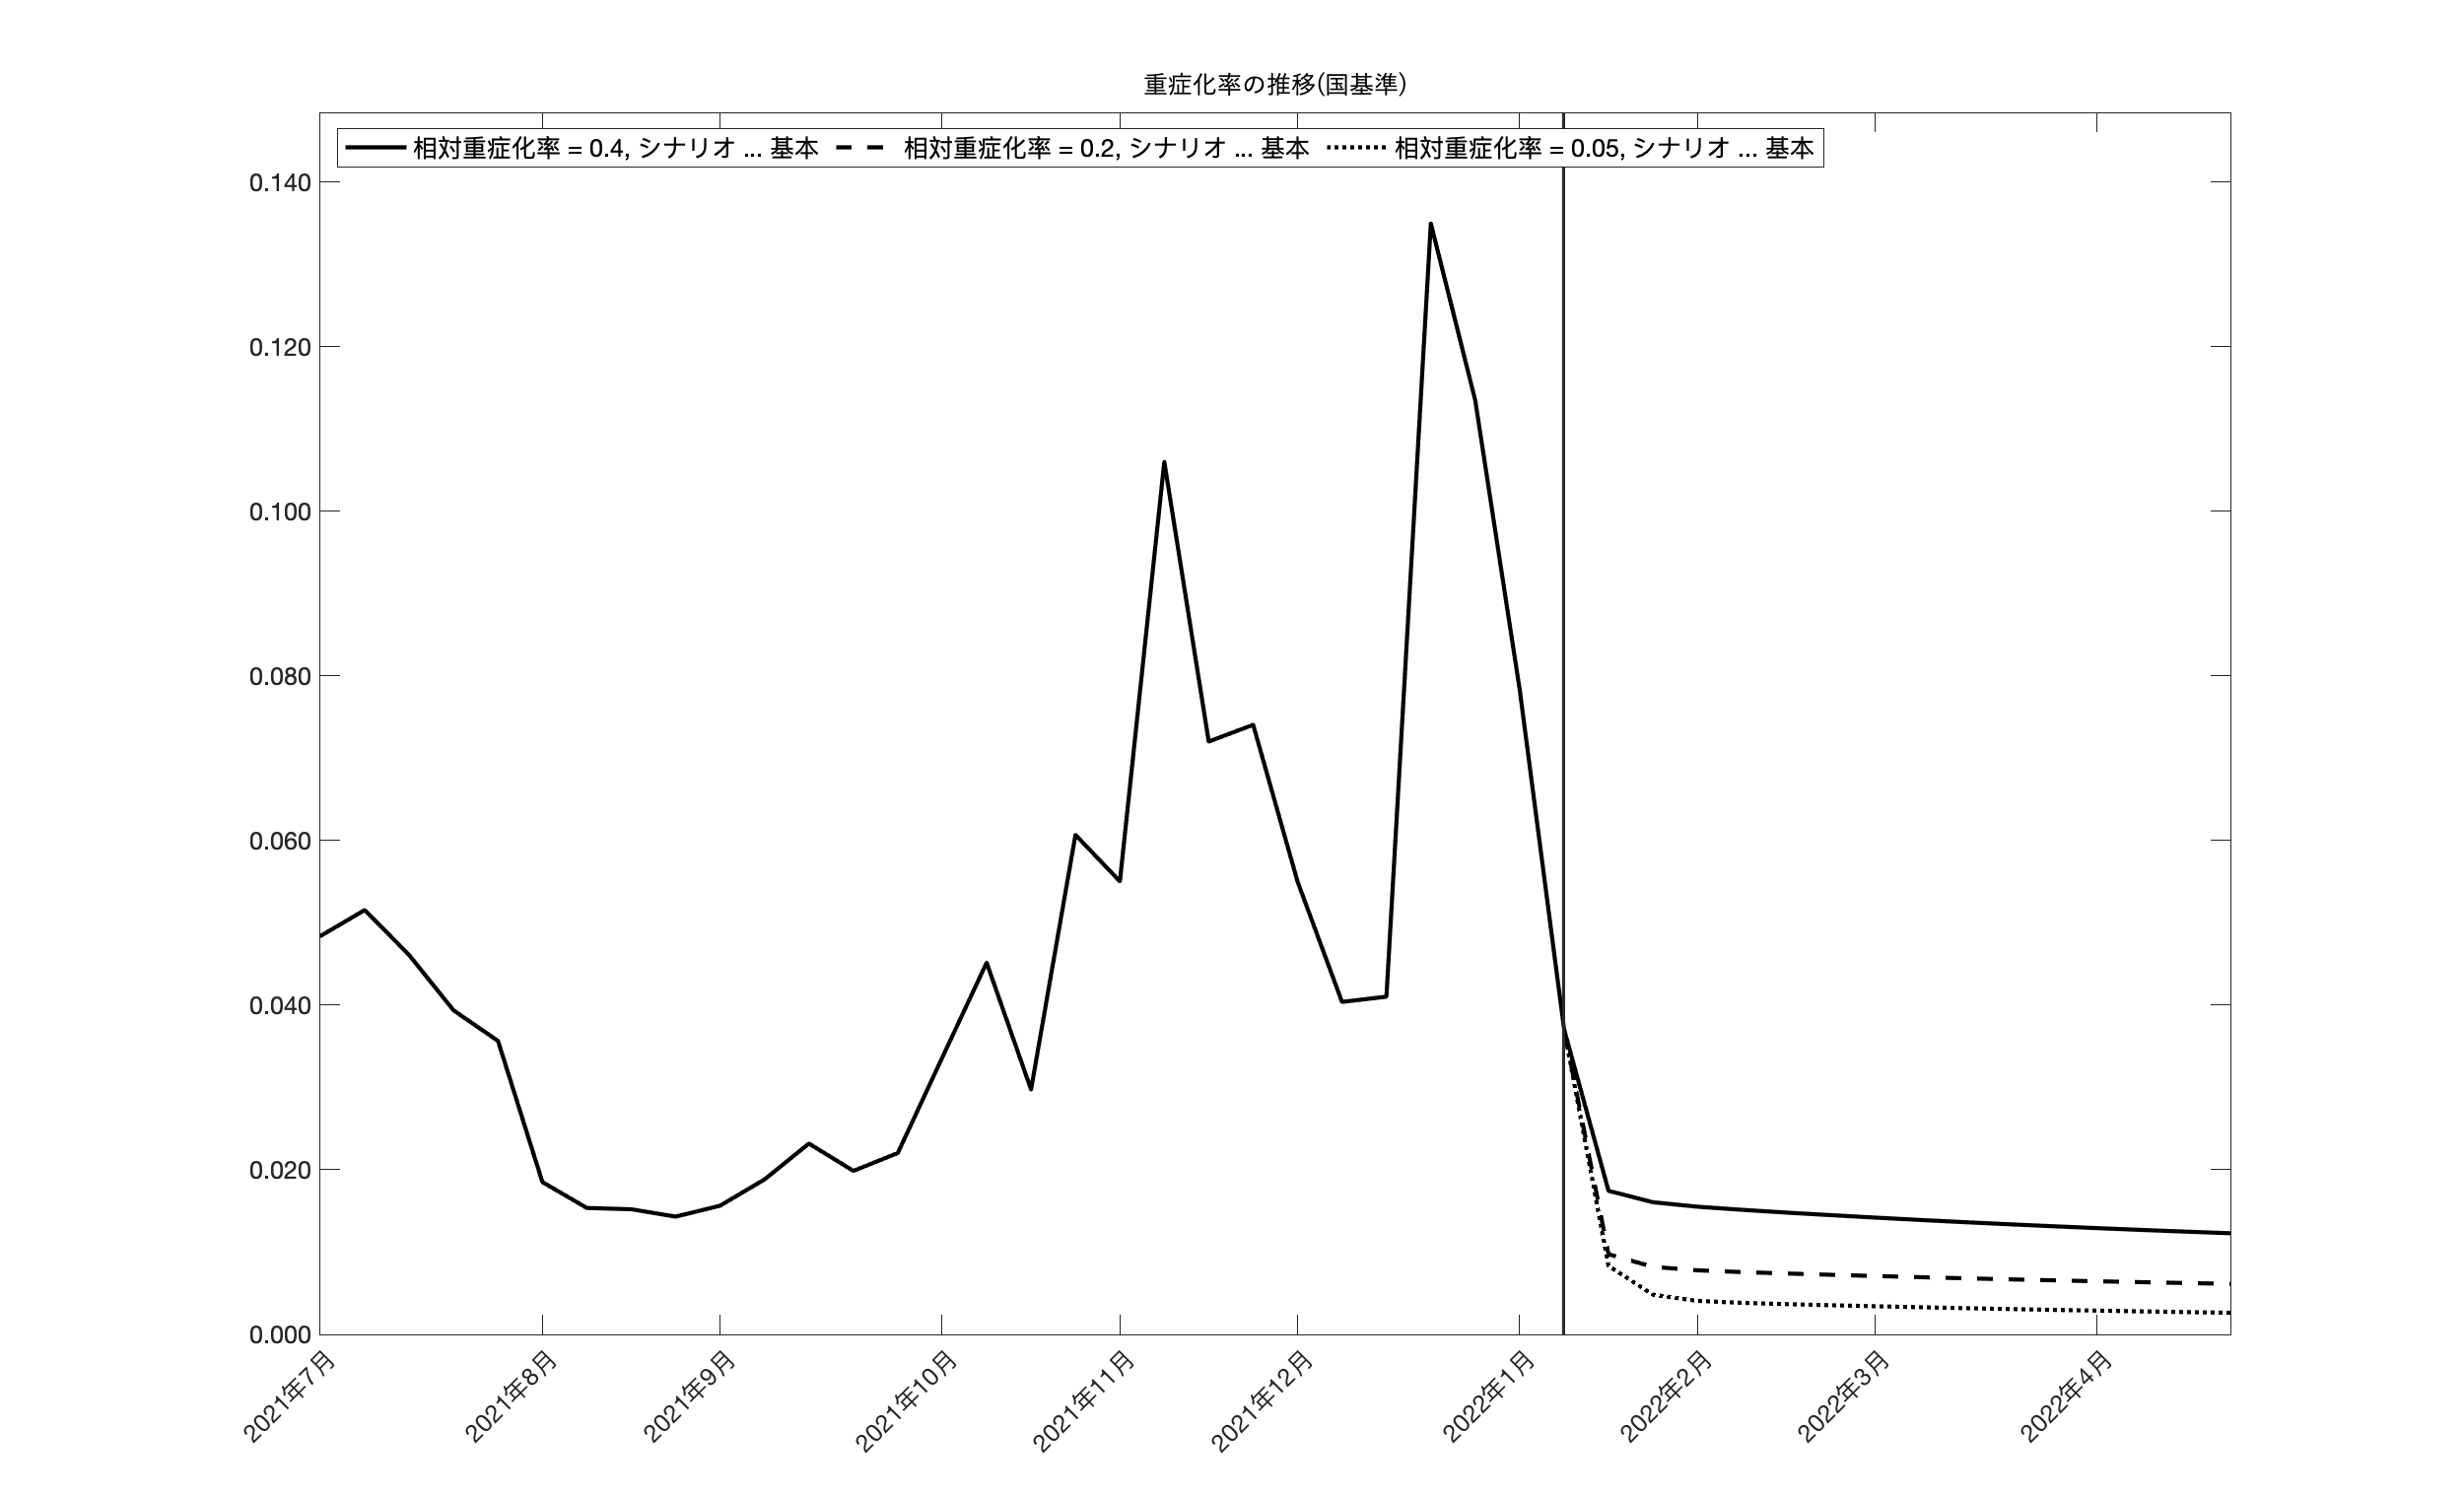 重症化率の推移(国基準)
相対重症化率 = 0.4, シナリオ ... 基本 相対重症化率 = 0.2, シナリオ ... 基本 相対重症化率 = 0.05, シナリオ ... 基本
0.140
0.120
0.100
0.080
0.060
0.040
0.020
0.000
2021年7月
2021年8月
2021年9月
2021年10月
2021年11月
2021年12月
2022年1月
2022年2月
2022年3月
2022年4月